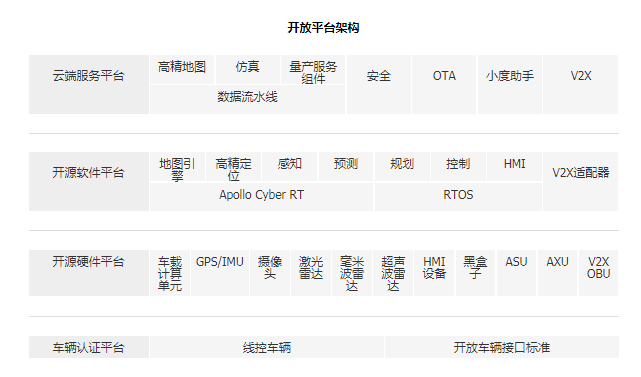 开放平台架构
云端服务平台
高精地图
仿真
量产服务
组件
安全
OTA
小度助手
V2X
数据流水线
开源软件平台
地图引
擎
高精定
位
感知
预测
规划
控制
HMI
V2X适配器
Apollo Cyber RT
RTOS
开源硬件平台
车载
计算
单元
GPS/IMU
摄像
头
激光
雷达
毫米
波雷
达
超声
波雷
达
HMI
设备
黑盒
子
ASU
AXU
V2X
OBU
车辆认证平台
线控车辆
开放车辆接口标准